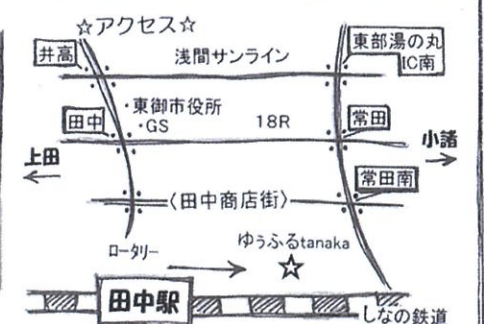 ☆アクセス☆
井高
浅間サンライン
東部湯の丸
IC南
田中
・東御市役所
・GS
18R
常田
上田
小諸
常田南
〈田中商店街〉
ロータリー
ゆぅふるtanaka
☆
田中駅
しなの鉄道